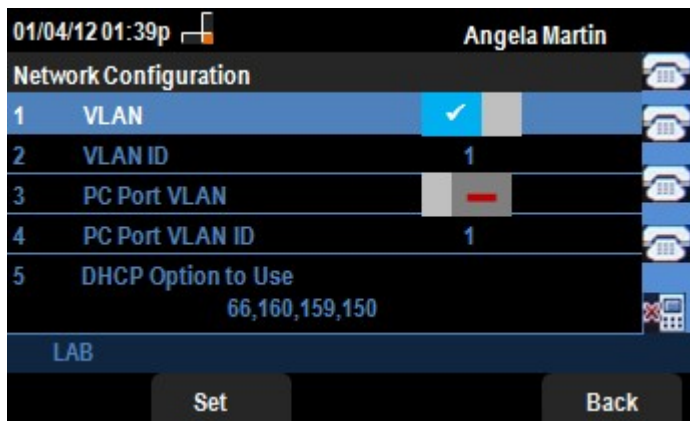 01/04/12 01:39p Angela Martin
Network Configuration
1 VLAN
2 VLAN ID 1
3 PC Port VLAN
4 PC Port VLAN ID 1
5 DHCP Option to Use
66,160,159,150
LAB
Set Back